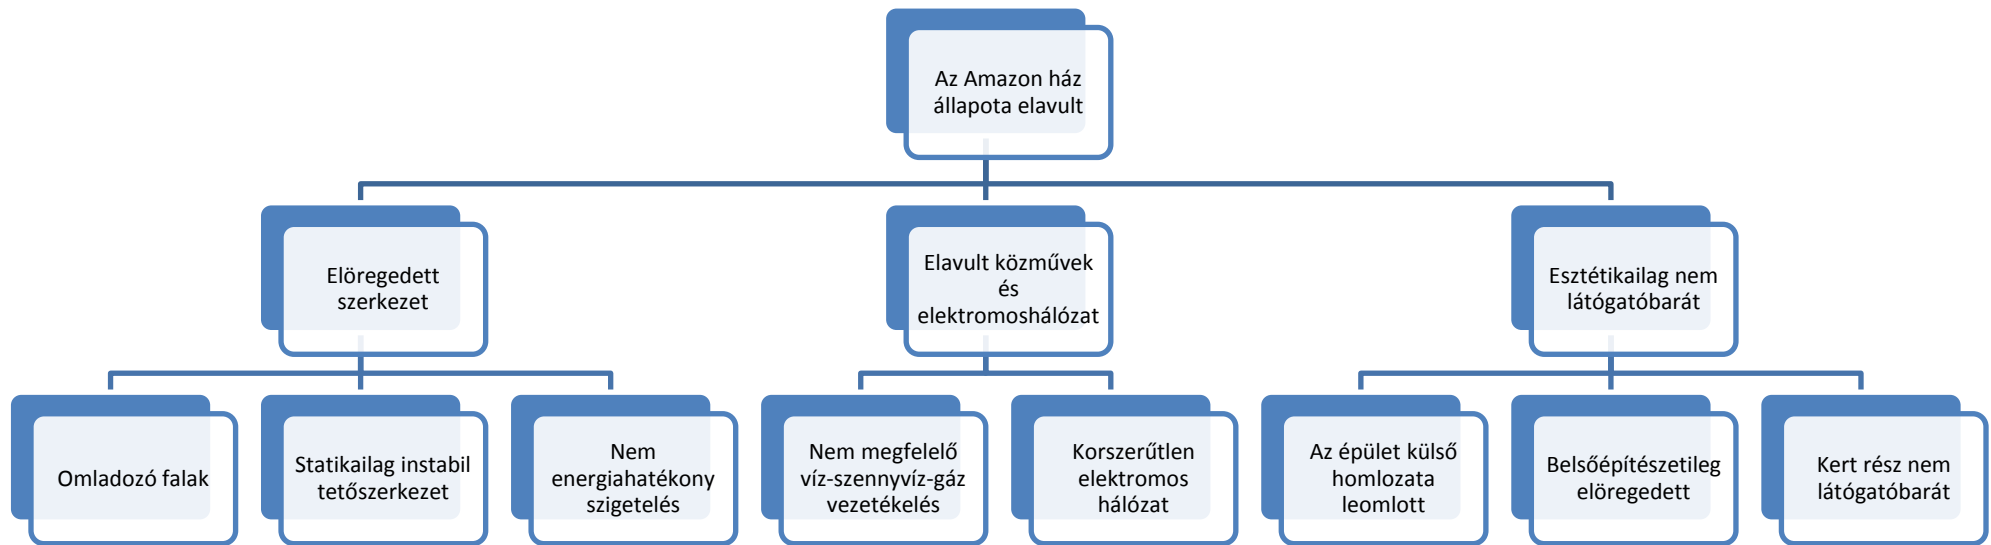 Az Amazon ház
állapota elavult
Elöregedett
szerkezet
Elavult közművek
és
elektromoshálózat
Esztétikailag nem
látógatóbarát
Omladozó falak
Statikailag instabil
tetőszerkezet
Nem
energiahatékony
szigetelés
Nem megfelelő
víz-szennyvíz-gáz
vezetékelés
Korszerűtlen
elektromos
hálózat
Az épület külső
homlozata
leomlott
Belsőépítészetileg
elöregedett
Kert rész nem
látógatóbarát